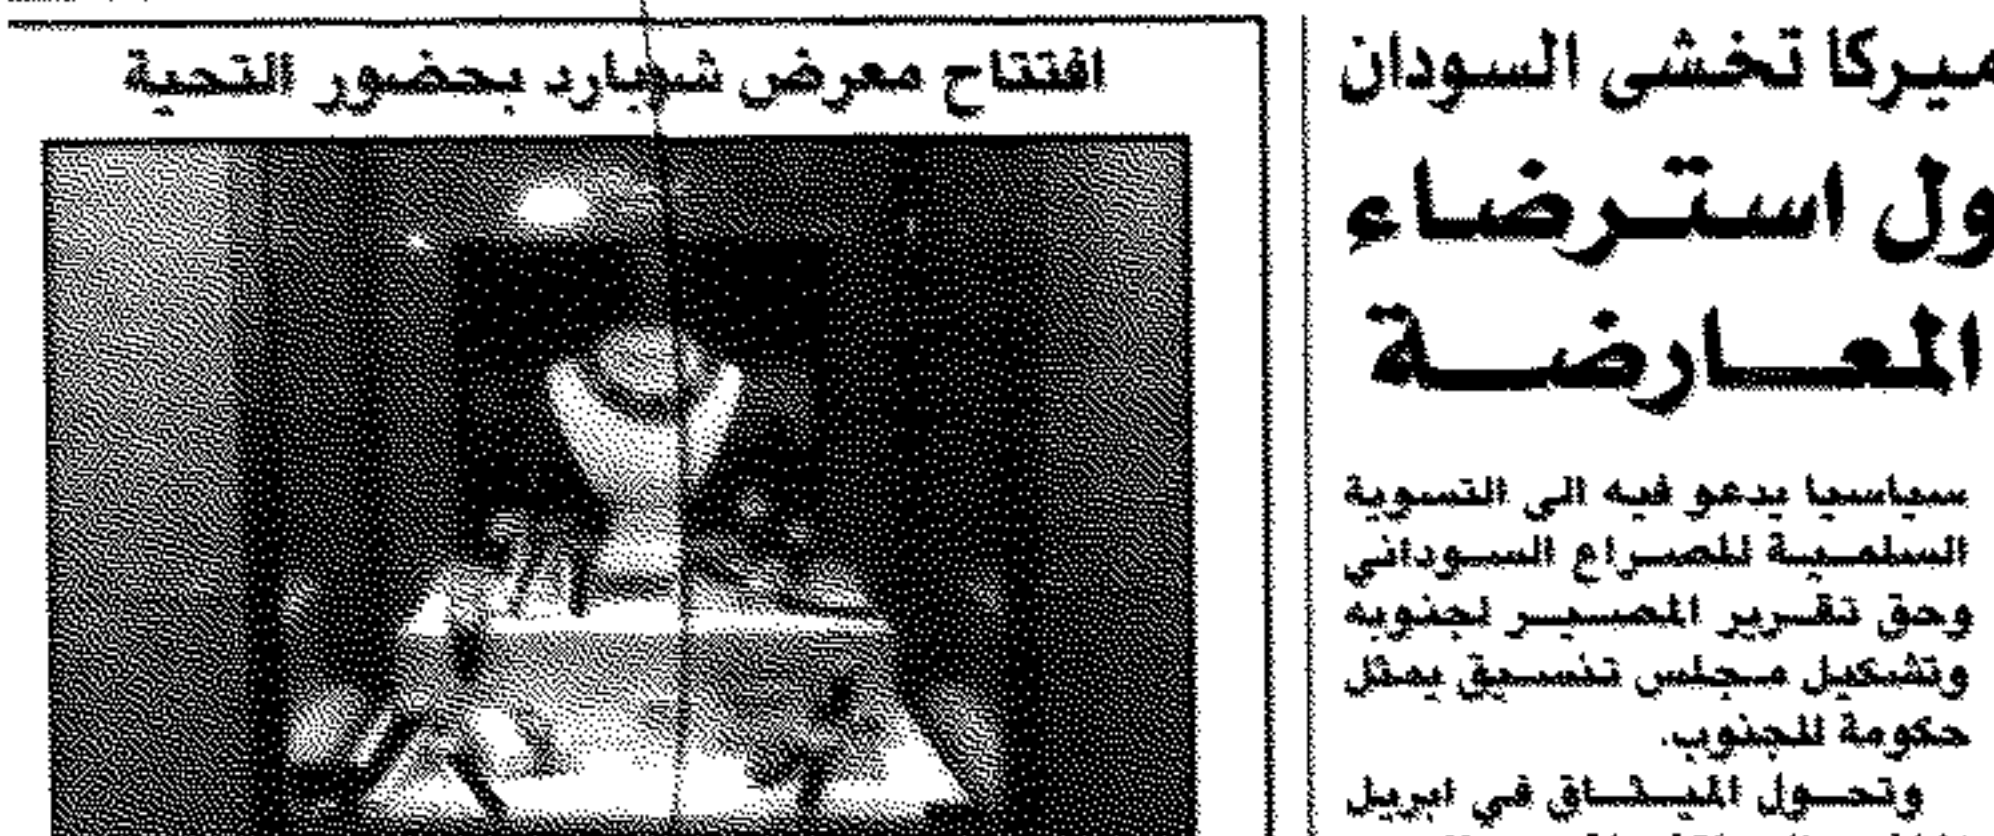 افتتاح معرض شوبارد بحضور التحية
ميركا تخشى السودان
ول استرضاء
المعارضة
سياسيا يدعو فيه الى التسوية
السلمية للصراع السوداني
وحق تقرير المصير لجنوبه
وتشكيل مجلس تنسيق يمثل
حكومة للجنوب.
وتحول الميثاق في ابريل